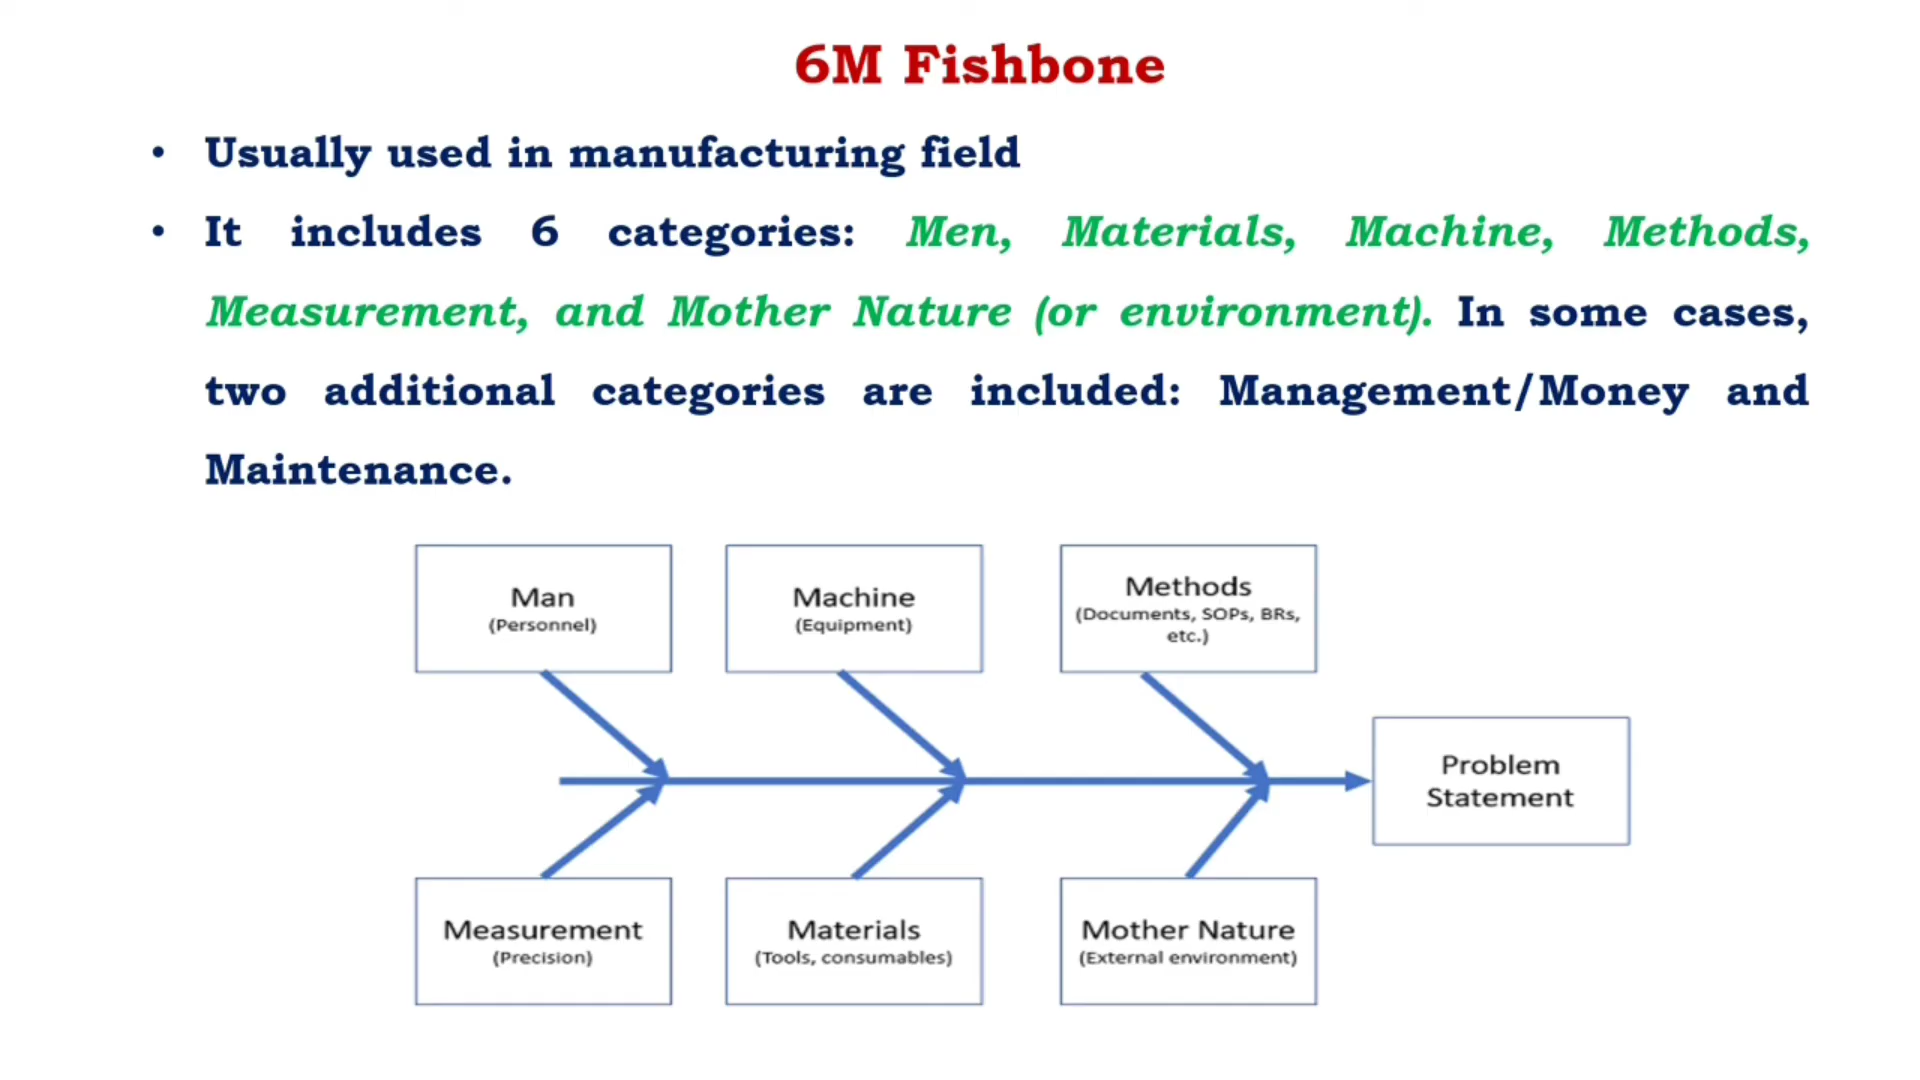 6M Fishbone
• Usually used in manufacturing field
• It includes 6 categories: Men, Materials, Machine, Methods,
Measurement, and Mother Nature (or environment). In some cases,
two additional categories are included: Management/Money and
Maintenance.
Man
(Personnel)
Machine
(Equipment)
Methods
(Documents, SOPs, BRs,
etc.)
Problem
Statement
Measurement
(Precision)
Materials
(Tools, consumables)
Mother Nature
(External environment)